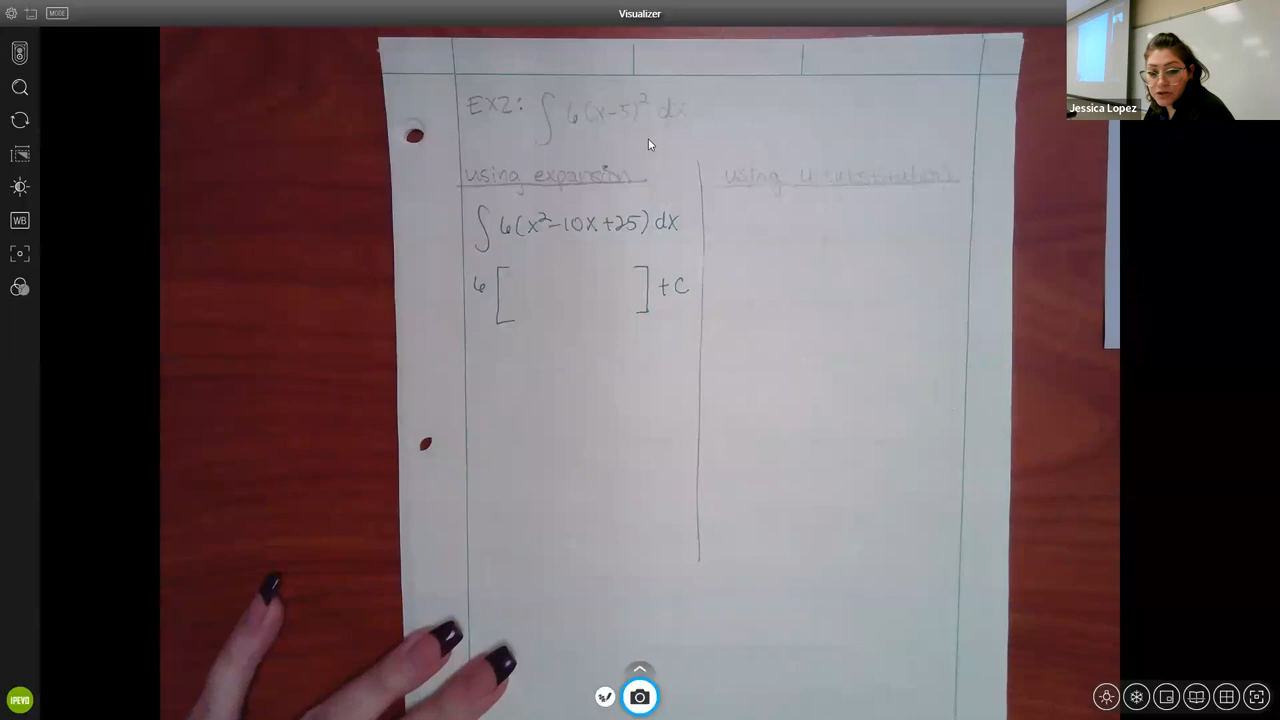 MODE
Visualizer
Jessica Lopez
WB
IPEVO
EX2: ∫ 6(x-5)² dx
using expansion
∫ 6(x²-10x+25) dx
6 [ ] + C
using u substitution